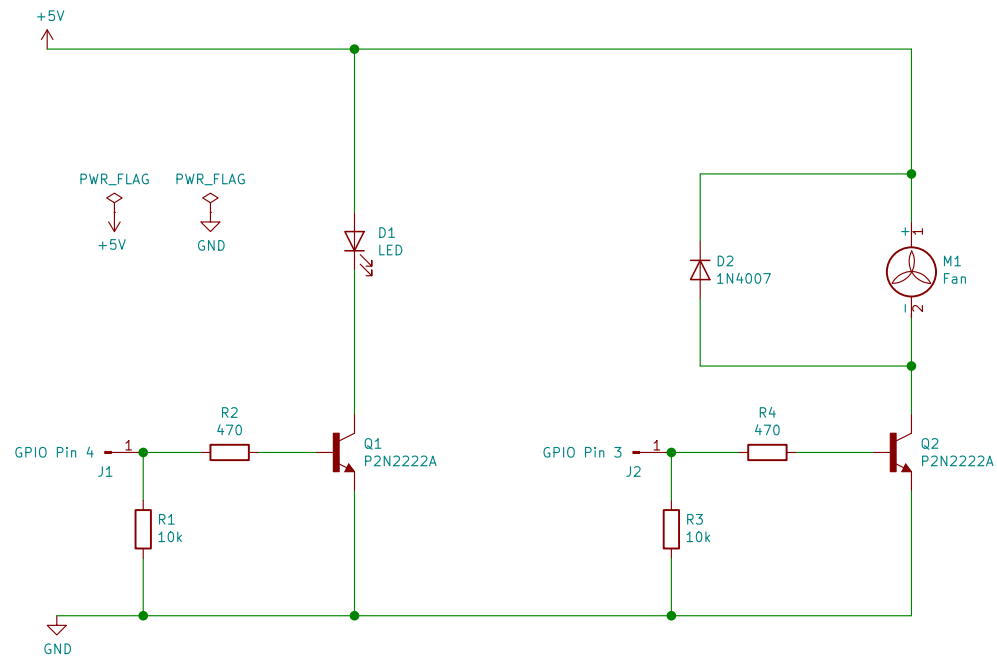 +5V
PWR_FLAG
PWR_FLAG
+5V
GND
D1
LED
D2
1N4007
+
1
M1
Fan
-
2
R2
470
GPIO Pin 4
1
J1
Q1
P2N2222A
R4
470
GPIO Pin 3
1
J2
Q2
P2N2222A
R1
10k
R3
10k
GND